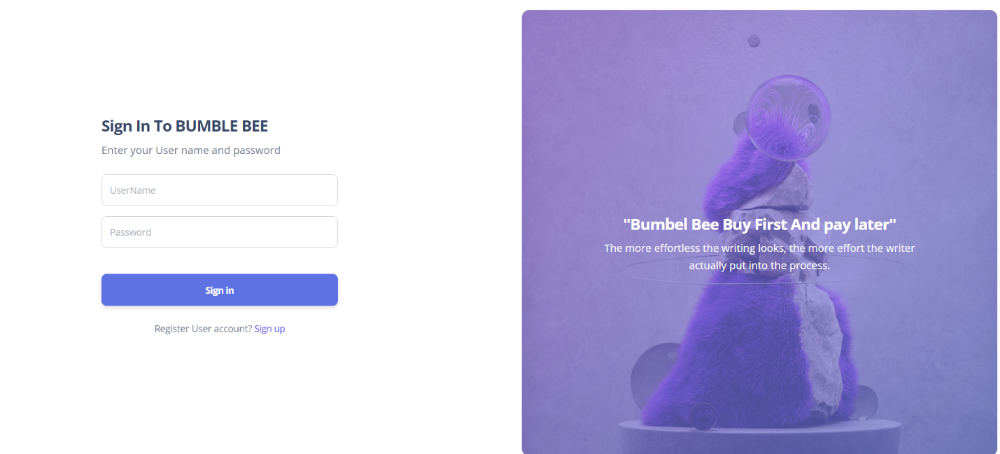 Sign In To BUMBLE BEE
Enter your User name and password
UserName
Password
Sign in
Register User account? Sign up
"Bumbel Bee Buy First And pay later"
The more effortless the writing looks, the more effort the writer
actually put into the process.